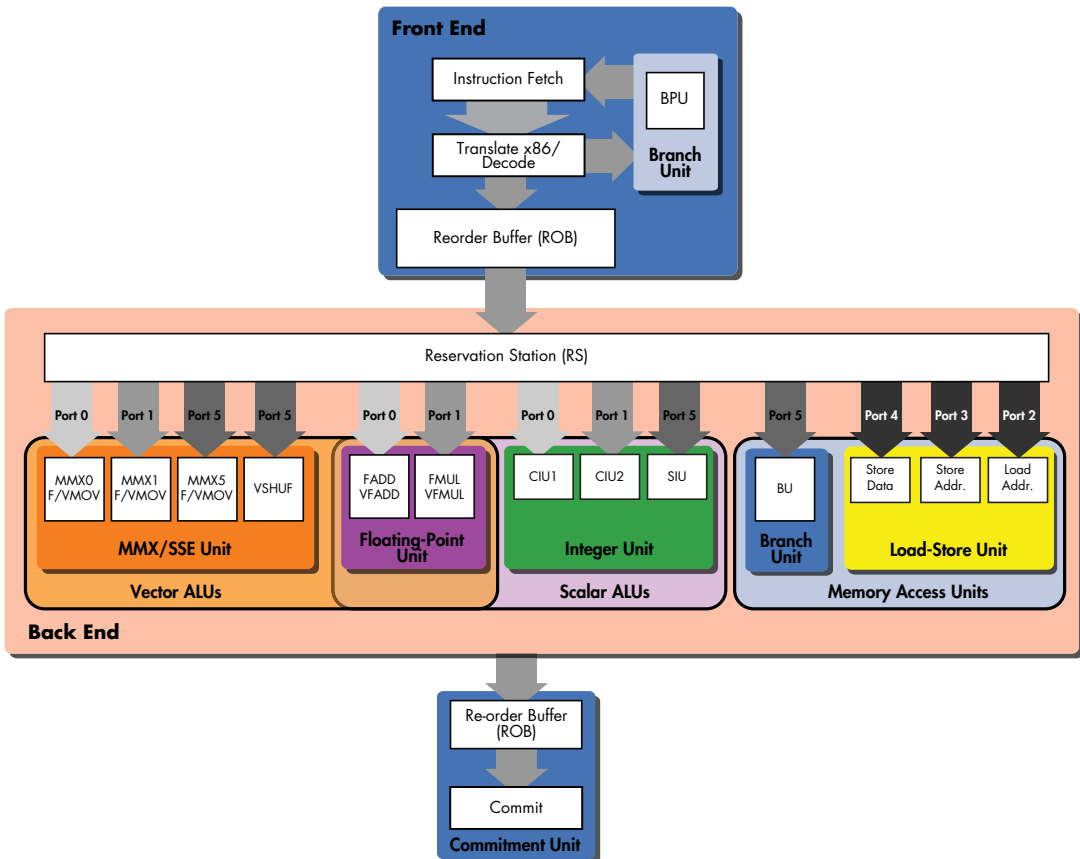 Front End
Instruction Fetch
BPU
Translate x86/
Decode
Branch
Unit
Reorder Buffer (ROB)
Reservation Station (RS)
Port 0
Port 1
Port 5
Port 5
Port 0
Port 1
Port 0
Port 1
Port 5
Port 5
Port 4
Port 3
Port 2
MMX0
F/VMOV
MMX1
F/VMOV
MMX5
F/VMOV
VSHUF
FADD
VFADD
FMUL
VFMUL
CIU1
CIU2
SIU
BU
Store
Data
Store
Addr.
Load
Addr.
MMX/SSE Unit
Floating-Point
Unit
Integer Unit
Branch
Unit
Load-Store Unit
Vector ALUs
Scalar ALUs
Memory Access Units
Back End
Re-order Buffer
(ROB)
Commit
Commitment Unit